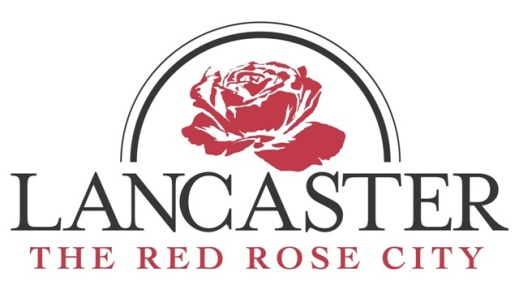 LANCASTER
THE RED ROSE CITY